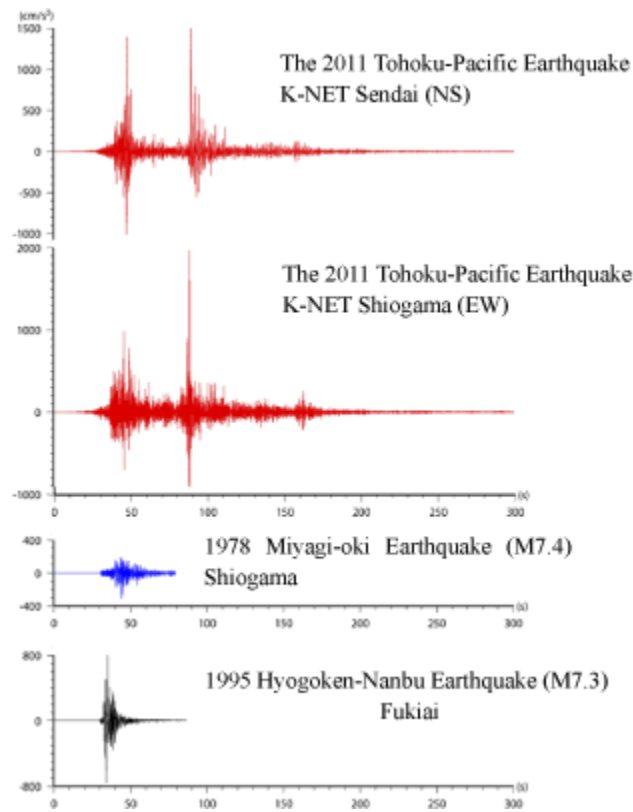 (cm/s²)
1500
1000
500
0
-500
-1000
The 2011 Tohoku-Pacific Earthquake
K-NET Sendai (NS)
2000
1000
0
-1000
The 2011 Tohoku-Pacific Earthquake
K-NET Shiogama (EW)
0 50 100 150 200 250 300 (s)
400
0
-400
1978 Miyagi-oki Earthquake (M7.4)
Shiogama
0 50 100 150 200 250 300 (s)
800
0
-800
1995 Hyogoken-Nanbu Earthquake (M7.3)
Fukiai
0 50 100 150 200 250 300 (s)